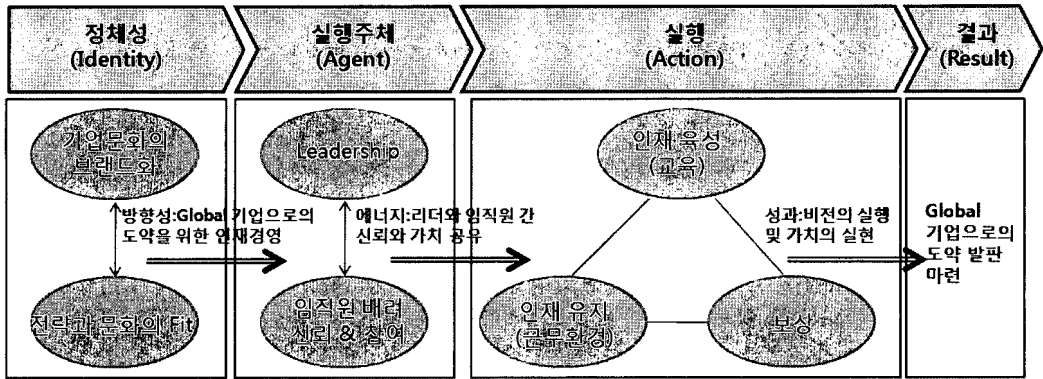 정체성
(Identity)
실행주체
(Agent)
실행
(Action)
결과
(Result)
기업문화의
브랜드화
방향성:Global 기업으로의
도약을 위한 인재경영
전략과 문화의 Fit
Leadership
에너지:리더와 임직원 간
신뢰와 가치 공유
임직원 배려
신뢰 & 참여
인재 육성
(교육)
인재 유지
(근무환경)
보상
성과:비전의 실행
및 가치의 실현
Global
기업으로의
도약 발판
마련